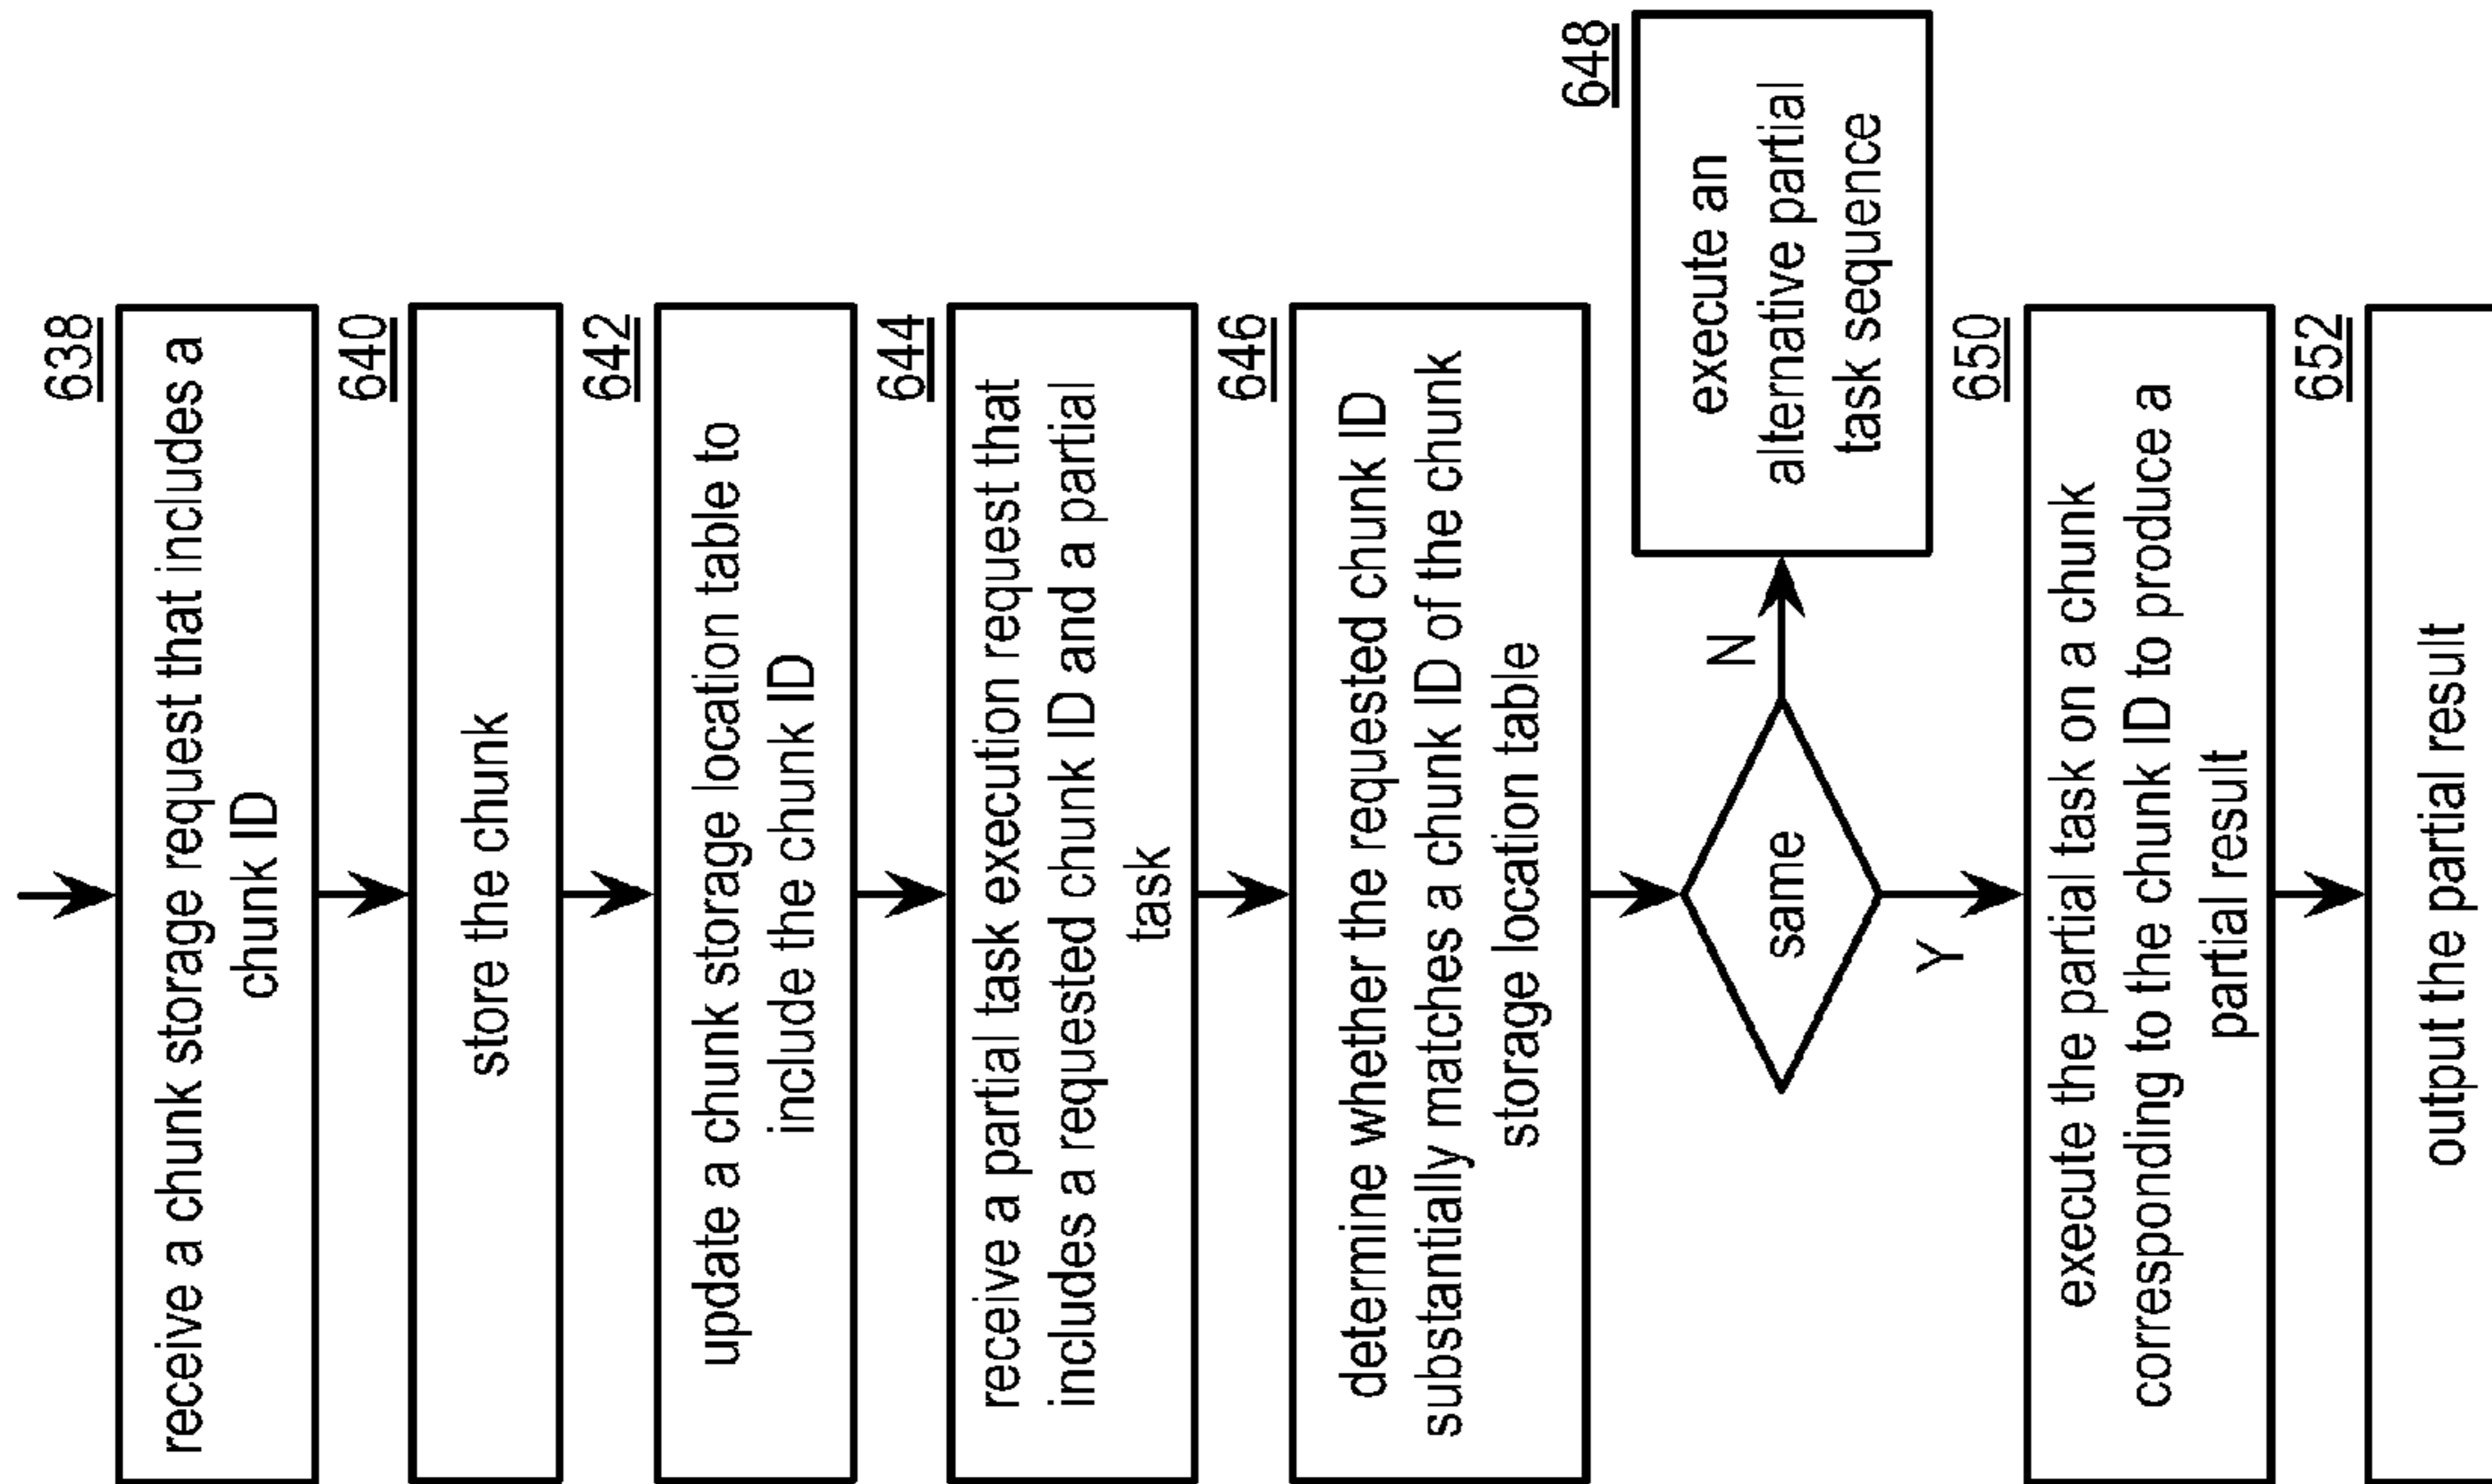 638
receive a chunk storage request that includes a
chunk ID
640
store the chunk
642
update a chunk storage location table to
include the chunk ID
644
receive a partial task execution request that
includes a requested chunk ID and a partial
task
646
determine whether the requested chunk ID
substantially matches a chunk ID of the chunk
storage location table
same
N
648
execute an
alternative partial
task sequence
Y
650
execute the partial task on a chunk
corresponding to the chunk ID to produce a
partial result
652
output the partial result